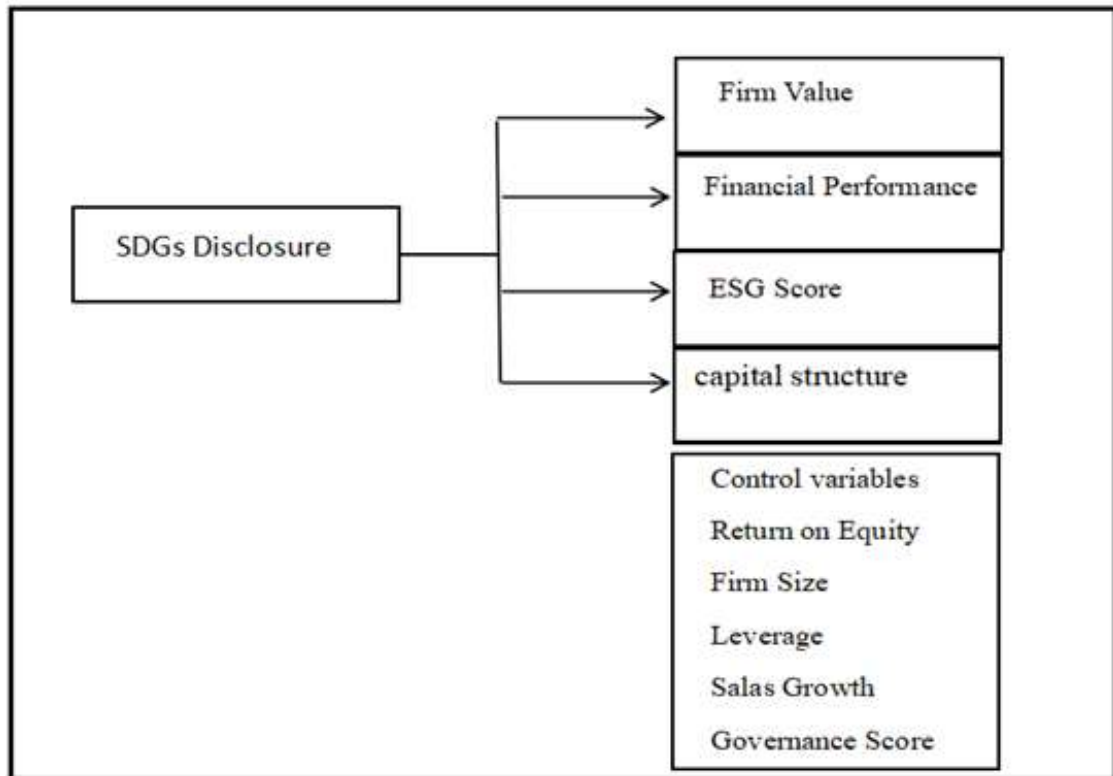 SDGs Disclosure
Firm Value
Financial Performance
ESG Score
capital structure
Control variables
Return on Equity
Firm Size
Leverage
Salas Growth
Governance Score